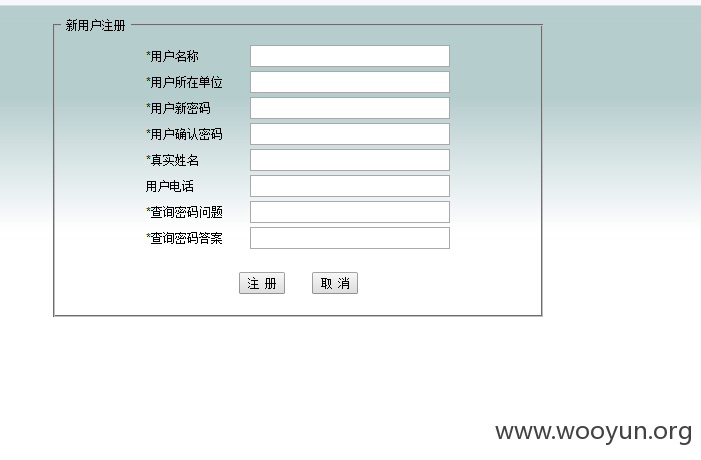 新用户注册
*用户名称
*用户所在单位
*用户新密码
*用户确认密码
*真实姓名
用户电话
*查询密码问题
*查询密码答案
注 册 取 消
www.wooyun.org